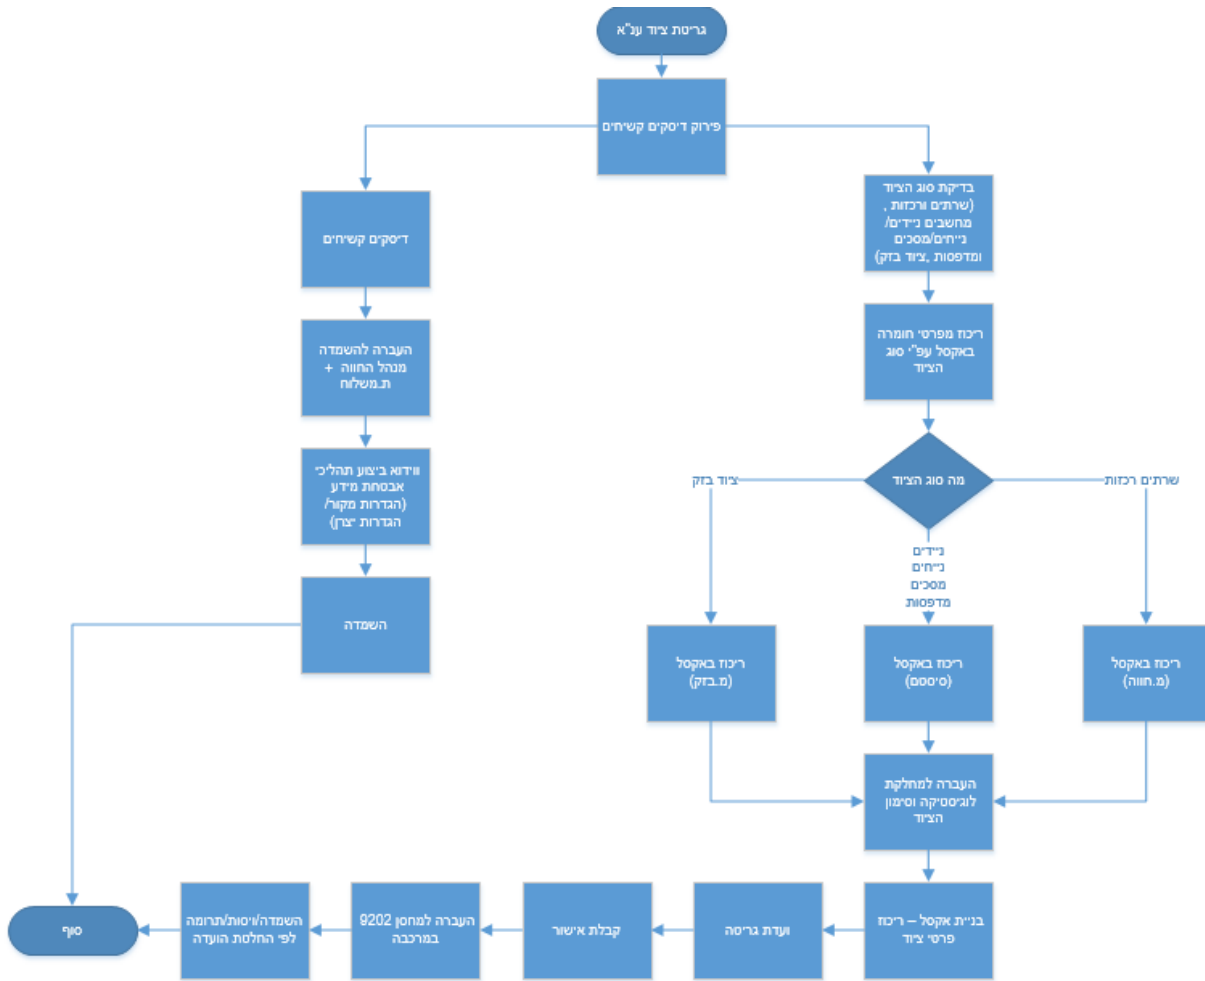 גריטת ציוד ענ"א
פירוק דיסקים קשיחים
בדיקת סוג הציוד
(שרתים ורכזות ,
מחשבים ניידים/
נייחים/מסכים
ומדפסות ,ציוד בזק)
ריכוז מפרטי חומרה
באקסל עפ"י סוג
הציוד
מה סוג הציוד
שרתים רכזות
ניידים
נייחים
מסכים
מדפסות
ציוד בזק
ריכוז באקסל
(מ.חווה)
ריכוז באקסל
(סיסטם)
ריכוז באקסל
(מ.בזק)
העברה למחלקת
לוגיסטיקה וסימון
הציוד
בניית אקסל – ריכוז
פרטי ציוד
ועדת גריטה
קבלת אישור
העברה למחסן 9202
במרכבה
השמדה/ויסות/תרומה
לפי החלטת הועדה
דיסקים קשיחים
העברה להשמדה
מנהל החווה +
ת.משלוח
ווידוא ביצוע תהליכי
אבטחת מידע
(הגדרות מקור/
הגדרות יצרן)
השמדה
סוף